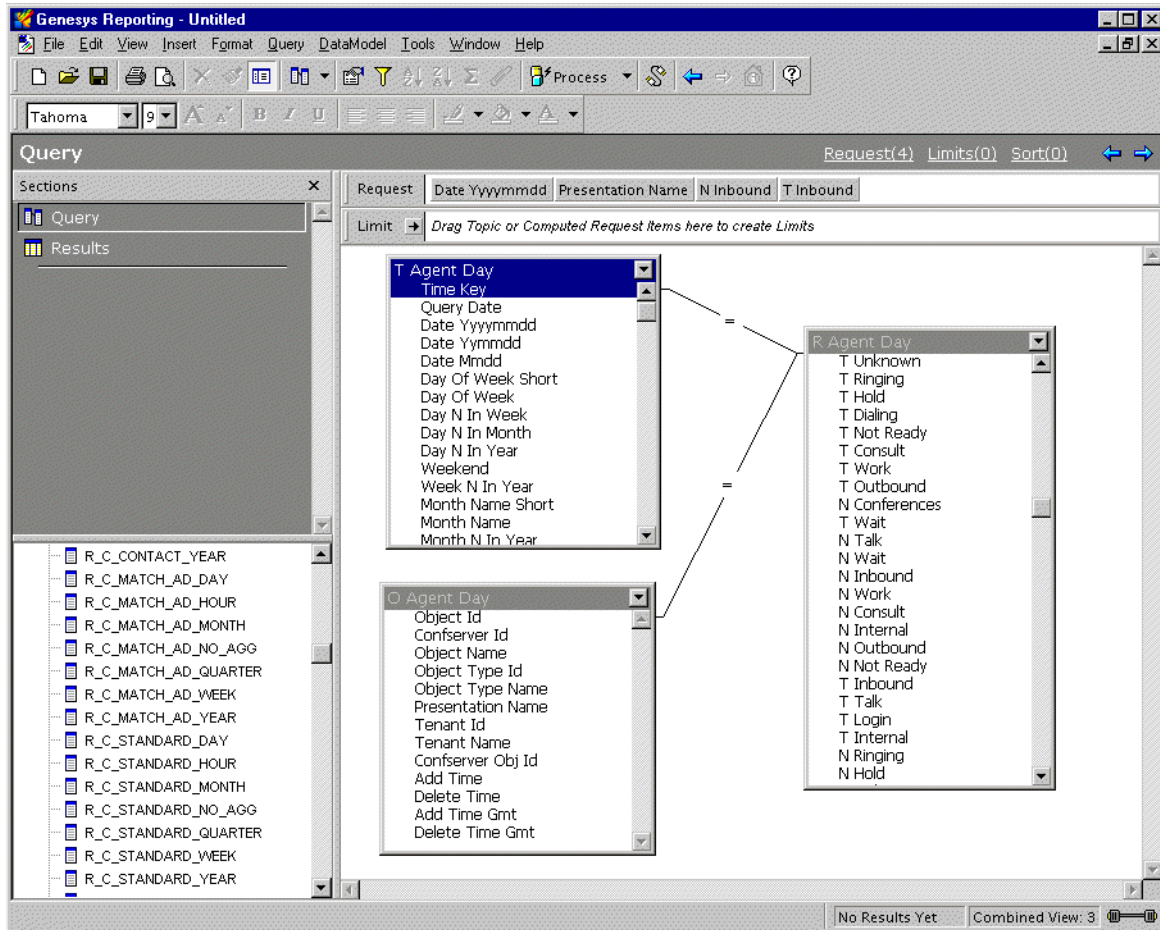 Genesys Reporting - Untitled
File Edit View Insert Format Query DataModel Tools Window Help
Process
Tahoma 9 B I U
Query Request(4) Limits(0) Sort(0)
Sections
Query
Results
Request Date Yyyymmdd Presentation Name N Inbound T Inbound
Limit Drag Topic or Computed Request Items here to create Limits
T Agent Day
Time Key
Query Date
Date Yyyymmdd
Date Yymmdd
Date Mmdd
Day Of Week Short
Day Of Week
Day N In Week
Day N In Month
Day N In Year
Weekend
Week N In Year
Month Name Short
Month Name
Month N In Year
=
=
R Agent Day
T Unknown
T Ringing
T Hold
T Dialing
T Not Ready
T Consult
T Work
T Outbound
N Conferences
T Wait
N Talk
N Wait
N Inbound
N Work
N Consult
N Internal
N Outbound
N Not Ready
T Inbound
T Talk
T Login
T Internal
N Ringing
N Hold
O Agent Day
Object Id
Confserver Id
Object Name
Object Type Id
Object Type Name
Presentation Name
Tenant Id
Tenant Name
Confserver Obj Id
Add Time
Delete Time
Add Time Gmt
Delete Time Gmt
R_C_CONTACT_YEAR
R_C_MATCH_AD_DAY
R_C_MATCH_AD_HOUR
R_C_MATCH_AD_MONTH
R_C_MATCH_AD_NO_AGG
R_C_MATCH_AD_QUARTER
R_C_MATCH_AD_WEEK
R_C_MATCH_AD_YEAR
R_C_STANDARD_DAY
R_C_STANDARD_HOUR
R_C_STANDARD_MONTH
R_C_STANDARD_NO_AGG
R_C_STANDARD_QUARTER
R_C_STANDARD_WEEK
R_C_STANDARD_YEAR
No Results Yet Combined View: 3